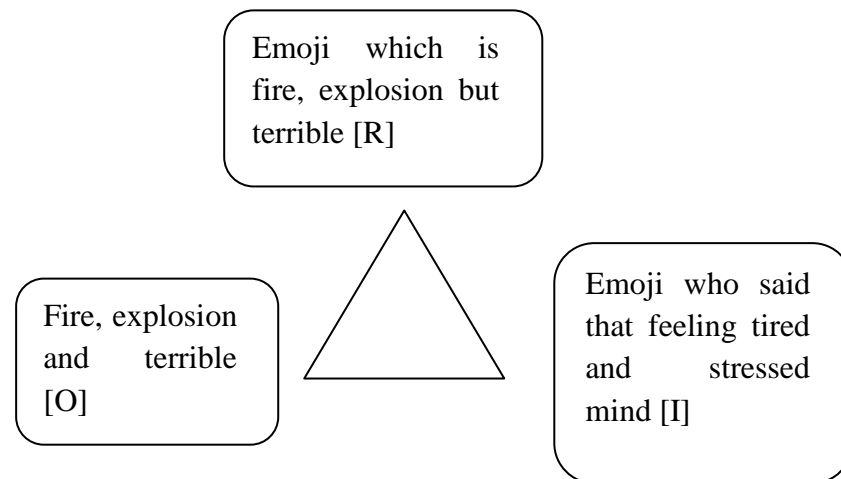 Emoji which is
fire, explosion but
terrible [R]
Fire, explosion
and terrible
[O]
Emoji who said
that feeling tired
and stressed
mind [I]